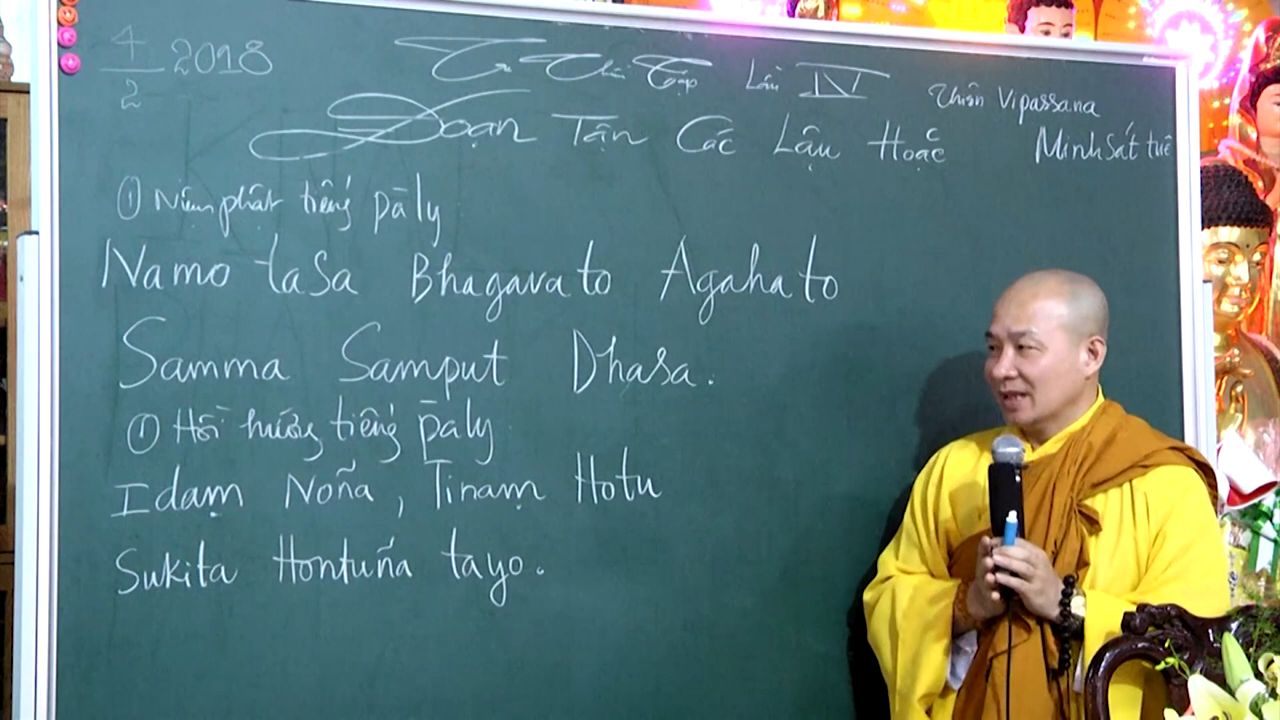 4/2 2018
Tu Thù Tập Lần IV
Thiền Vipassana
Đoạn Tận Các Lậu Hoặc
Minh Sát tuệ
① Niệm phật tiếng pāly
Namo tasa Bhagavato Agahato
Samma Samput Dhasa.
① Hồi hướng tiếng pāly
Idaṃ Noña, Tinaṃ Hotu
Sukita Hontuña tayo.